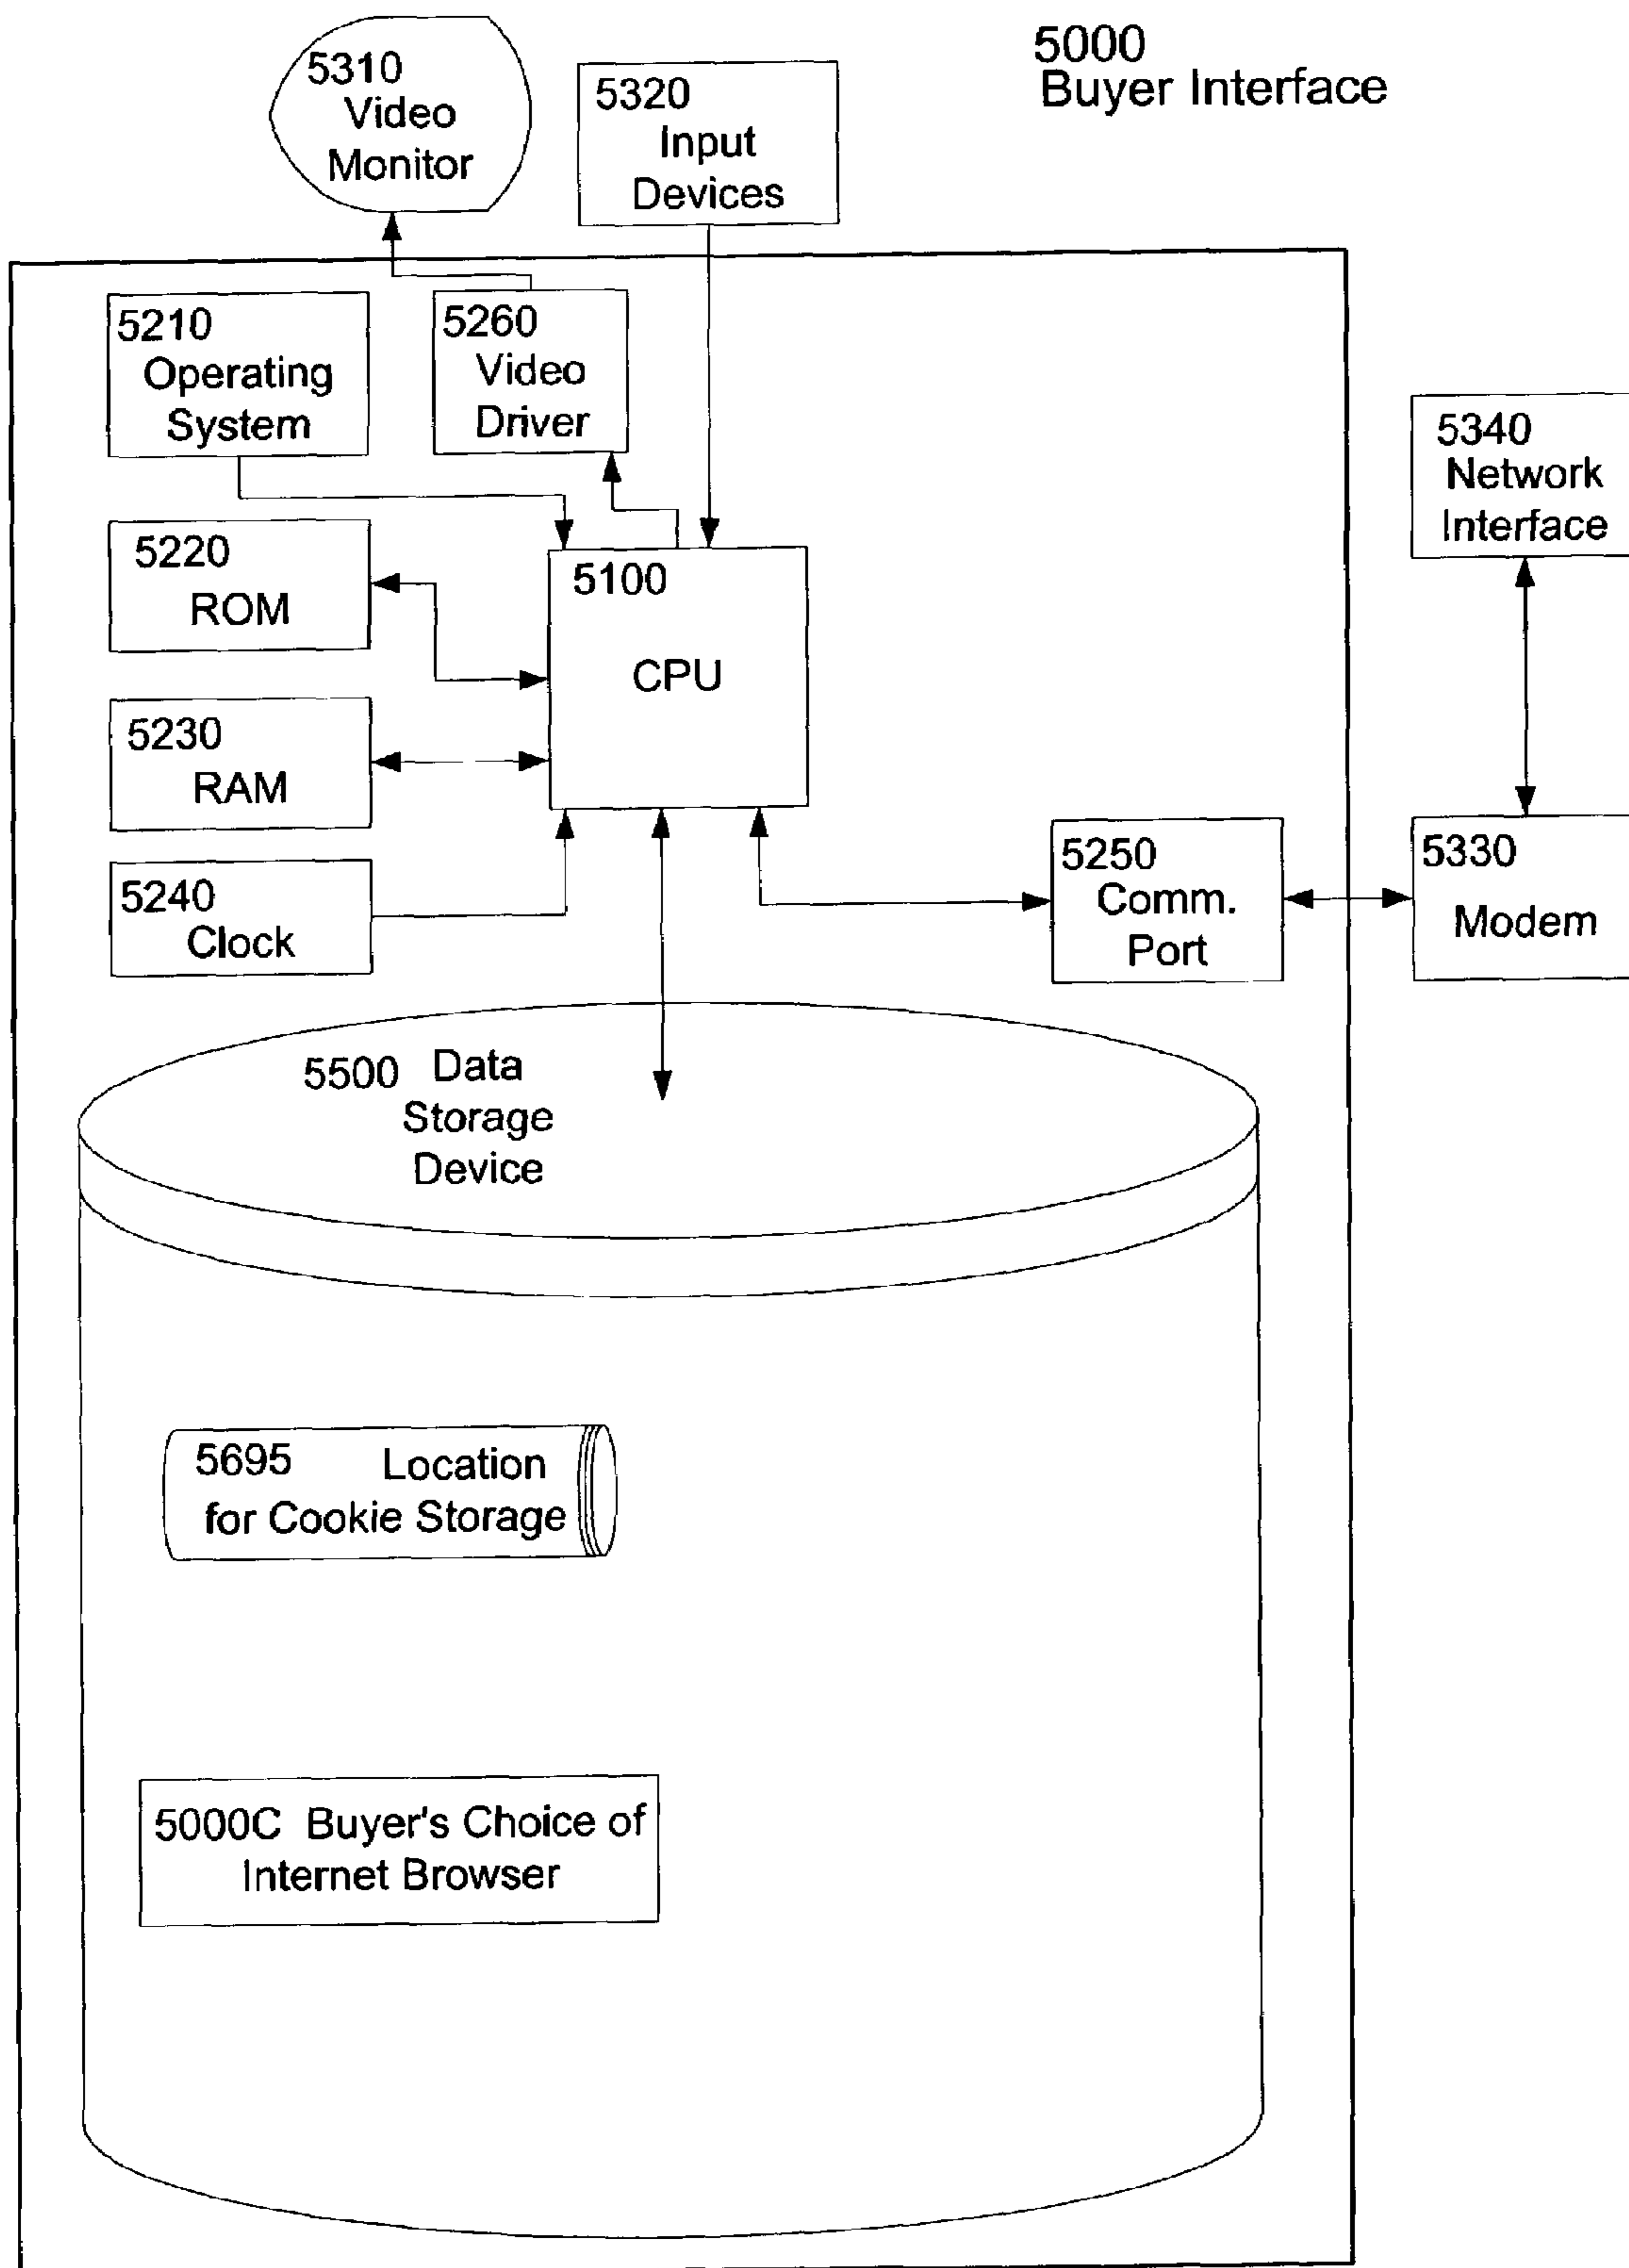 5000
Buyer Interface
5310
Video
Monitor
5320
Input
Devices
5210
Operating
System
5260
Video
Driver
5340
Network
Interface
5220
ROM
5100
CPU
5230
RAM
5240
Clock
5250
Comm.
Port
5330
Modem
5500 Data
Storage
Device
5695 Location
for Cookie Storage
5000C Buyer's Choice of
Internet Browser